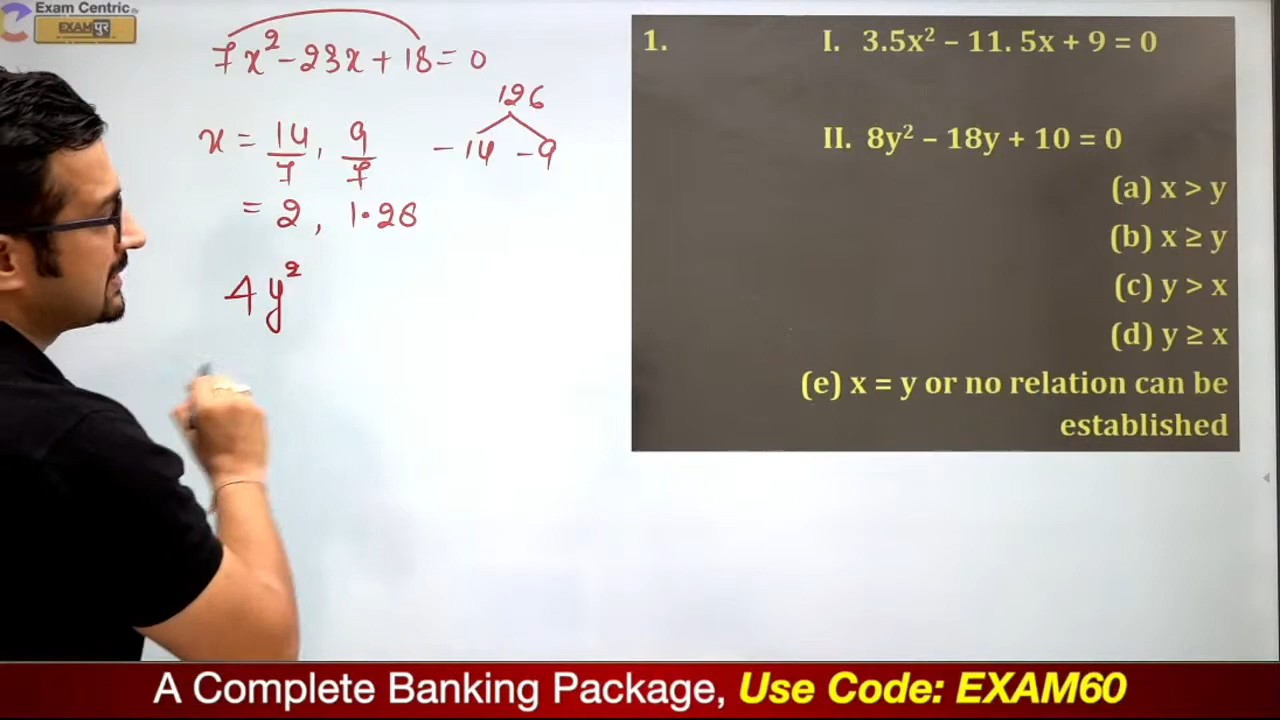 Exam Centric By
EXAMपुर
7x² - 23x + 18 = 0
126
x = 14/7, 9/7
-14 -9
= 2, 1.28
4y²
1. I. 3.5x² – 11. 5x + 9 = 0
II. 8y² – 18y + 10 = 0
(a) x > y
(b) x ≥ y
(c) y > x
(d) y ≥ x
(e) x = y or no relation can be
established
A Complete Banking Package, Use Code: EXAM60